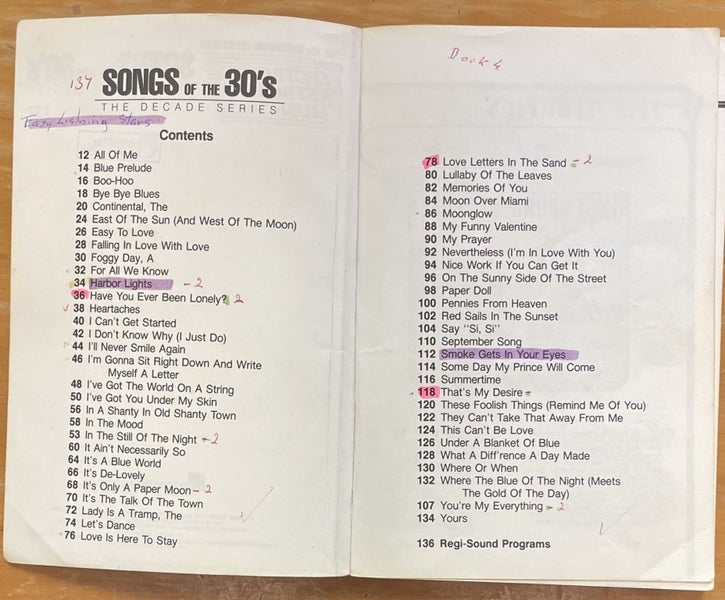 137 SONGS OF THE 30's
THE DECADE SERIES
Easy Listning Stars
Contents
12 All Of Me
14 Blue Prelude
16 Boo-Hoo
18 Bye Bye Blues
20 Continental, The
24 East Of The Sun (And West Of The Moon)
26 Easy To Love
28 Falling In Love With Love
30 Foggy Day, A
32 For All We Know
34 Harbor Lights - 2
36 Have You Ever Been Lonely? 2
38 Heartaches
40 I Can't Get Started
42 I Don't Know Why (I Just Do)
44 I'll Never Smile Again
46 I'm Gonna Sit Right Down And Write
Myself A Letter
48 I've Got The World On A String
50 I've Got You Under My Skin
56 In A Shanty In Old Shanty Town
58 In The Mood
53 In The Still Of The Night - 2
60 It Ain't Necessarily So
64 It's A Blue World
66 It's De-Lovely
68 It's Only A Paper Moon - 2
70 It's The Talk Of The Town
72 Lady Is A Tramp, The
74 Let's Dance
76 Love Is Here To Stay
Book 4
78 Love Letters In The Sand - 2
80 Lullaby Of The Leaves
82 Memories Of You
84 Moon Over Miami
86 Moonglow
88 My Funny Valentine
90 My Prayer
92 Nevertheless (I'm In Love With You)
94 Nice Work If You Can Get It
96 On The Sunny Side Of The Street
98 Paper Doll
100 Pennies From Heaven
102 Red Sails In The Sunset
104 Say "Si, Si"
110 September Song
112 Smoke Gets In Your Eyes
114 Some Day My Prince Will Come
116 Summertime
118 That's My Desire -
120 These Foolish Things (Remind Me Of You)
122 They Can't Take That Away From Me
124 This Can't Be Love
126 Under A Blanket Of Blue
128 What A Diff'rence A Day Made
130 Where Or When
132 Where The Blue Of The Night (Meets
The Gold Of The Day)
107 You're My Everything - 2
134 Yours
136 Regi-Sound Programs